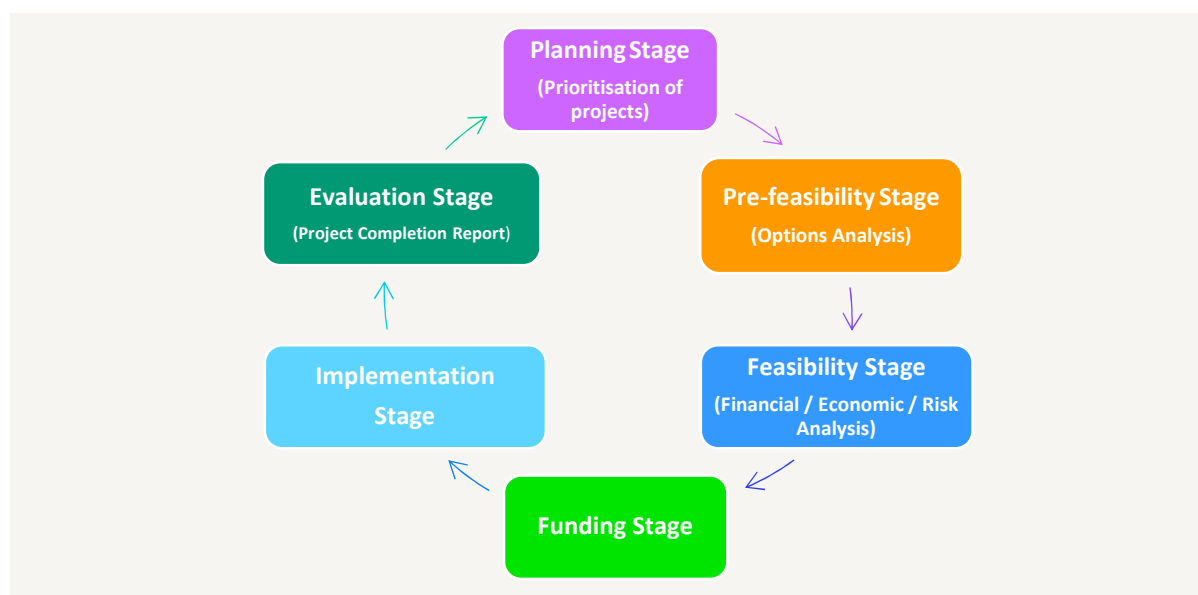 Planning Stage
(Prioritisation of
projects)
Pre-feasibility Stage
(Options Analysis)
Feasibility Stage
(Financial / Economic / Risk
Analysis)
Funding Stage
Implementation
Stage
Evaluation Stage
(Project Completion Report)